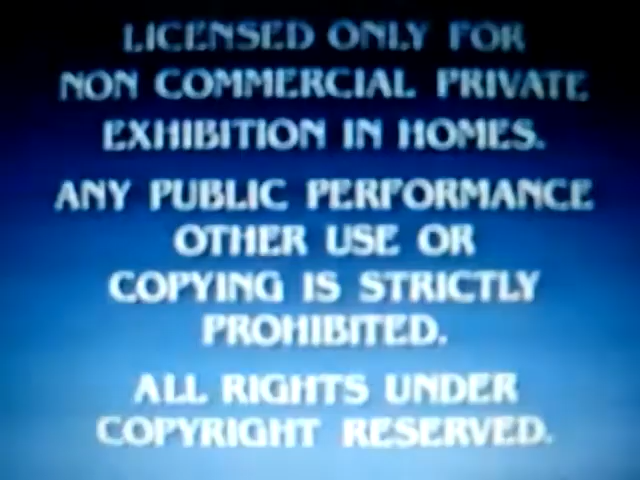 LICENSED ONLY FOR
NON COMMERCIAL PRIVATE
EXHIBITION IN HOMES.
ANY PUBLIC PERFORMANCE
OTHER USE OR
COPYING IS STRICTLY
PROHIBITED.
ALL RIGHTS UNDER
COPYRIGHT RESERVED.